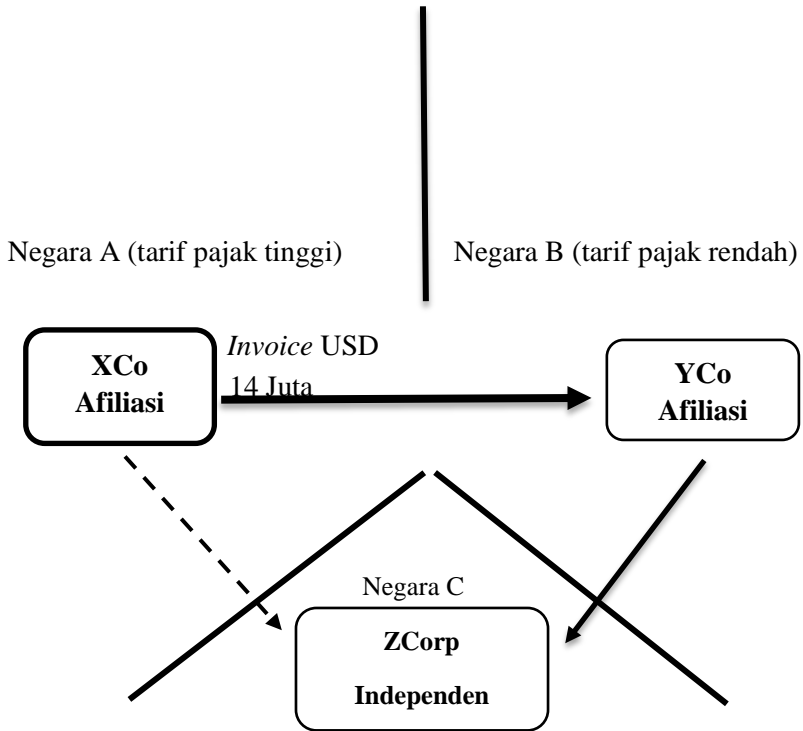 Negara A (tarif pajak tinggi)
Negara B (tarif pajak rendah)
XCo
Afiliasi
Invoice USD
14 Juta
YCo
Afiliasi
Negara C
ZCorp
Independen